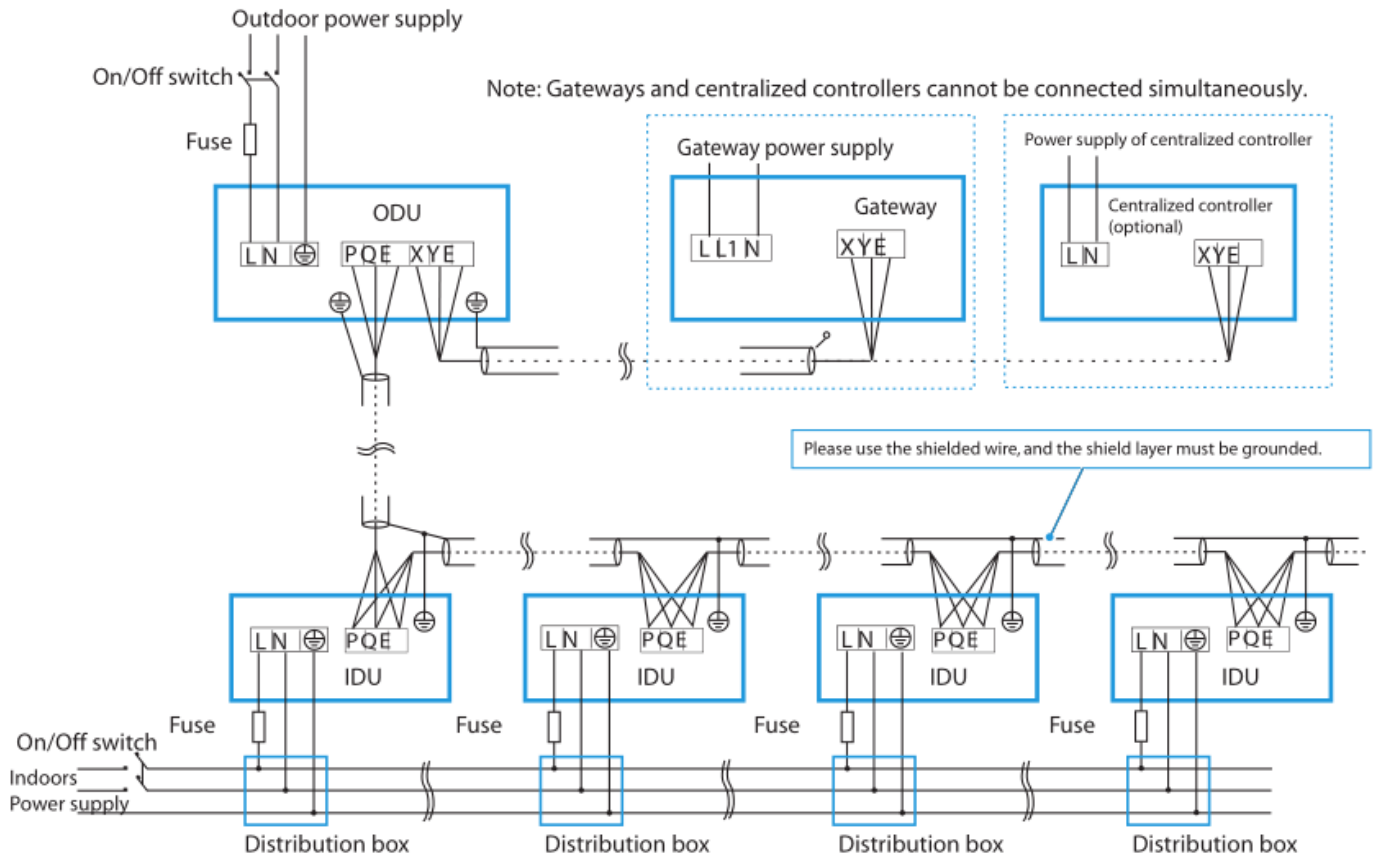 Outdoor power supply
On/Off switch
Note: Gateways and centralized controllers cannot be connected simultaneously.
Fuse
Gateway power supply
Power supply of centralized controller
ODU
Gateway
Centralized controller
(optional)
L N
P Q E X Y E
L L1 N
X Y E
L N
X Y E
Please use the shielded wire, and the shield layer must be grounded.
L N
P Q E
IDU
L N
P Q E
IDU
L N
P Q E
IDU
L N
P Q E
IDU
Fuse
Fuse
Fuse
Fuse
On/Off switch
Indoors
Power supply
Distribution box
Distribution box
Distribution box
Distribution box